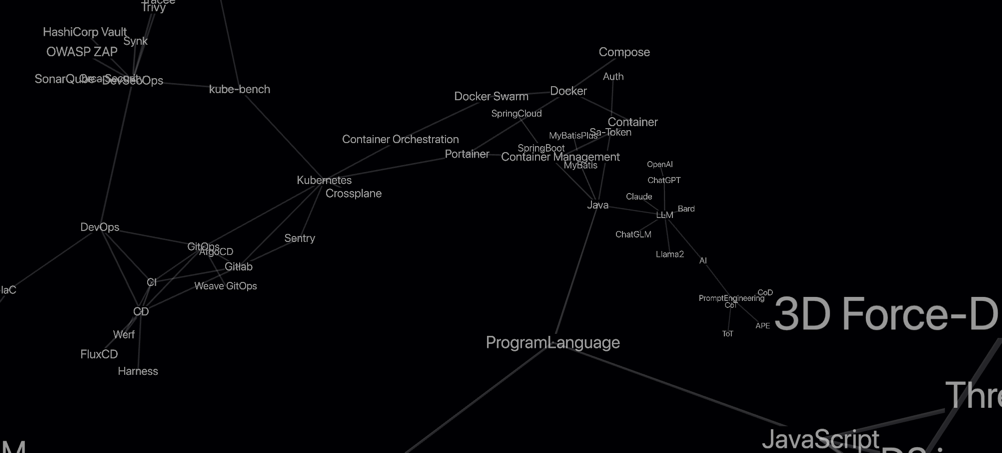 Tracee
Trivy
HashiCorp Vault
Synk
OWASP ZAP
SonarQube
DevSecOps
kube-bench
Compose
Auth
Docker
Docker Swarm
SpringCloud
Container
Sa-Token
MyBatisPlus
Container Orchestration
SpringBoot
Portainer
Container Management
MyBatis
OpenAI
ChatGPT
Kubernetes
Crossplane
Claude
Java
Bard
LLM
DevOps
ChatGLM
Sentry
GitOps
ArgoCD
Llama2
AI
Gitlab
CI
Weave GitOps
IaC
CoD
PromptEngineering
CoT
CD
3D Force-D
APE
Werf
ToT
ProgramLanguage
FluxCD
Harness
Thre
JavaScript
M